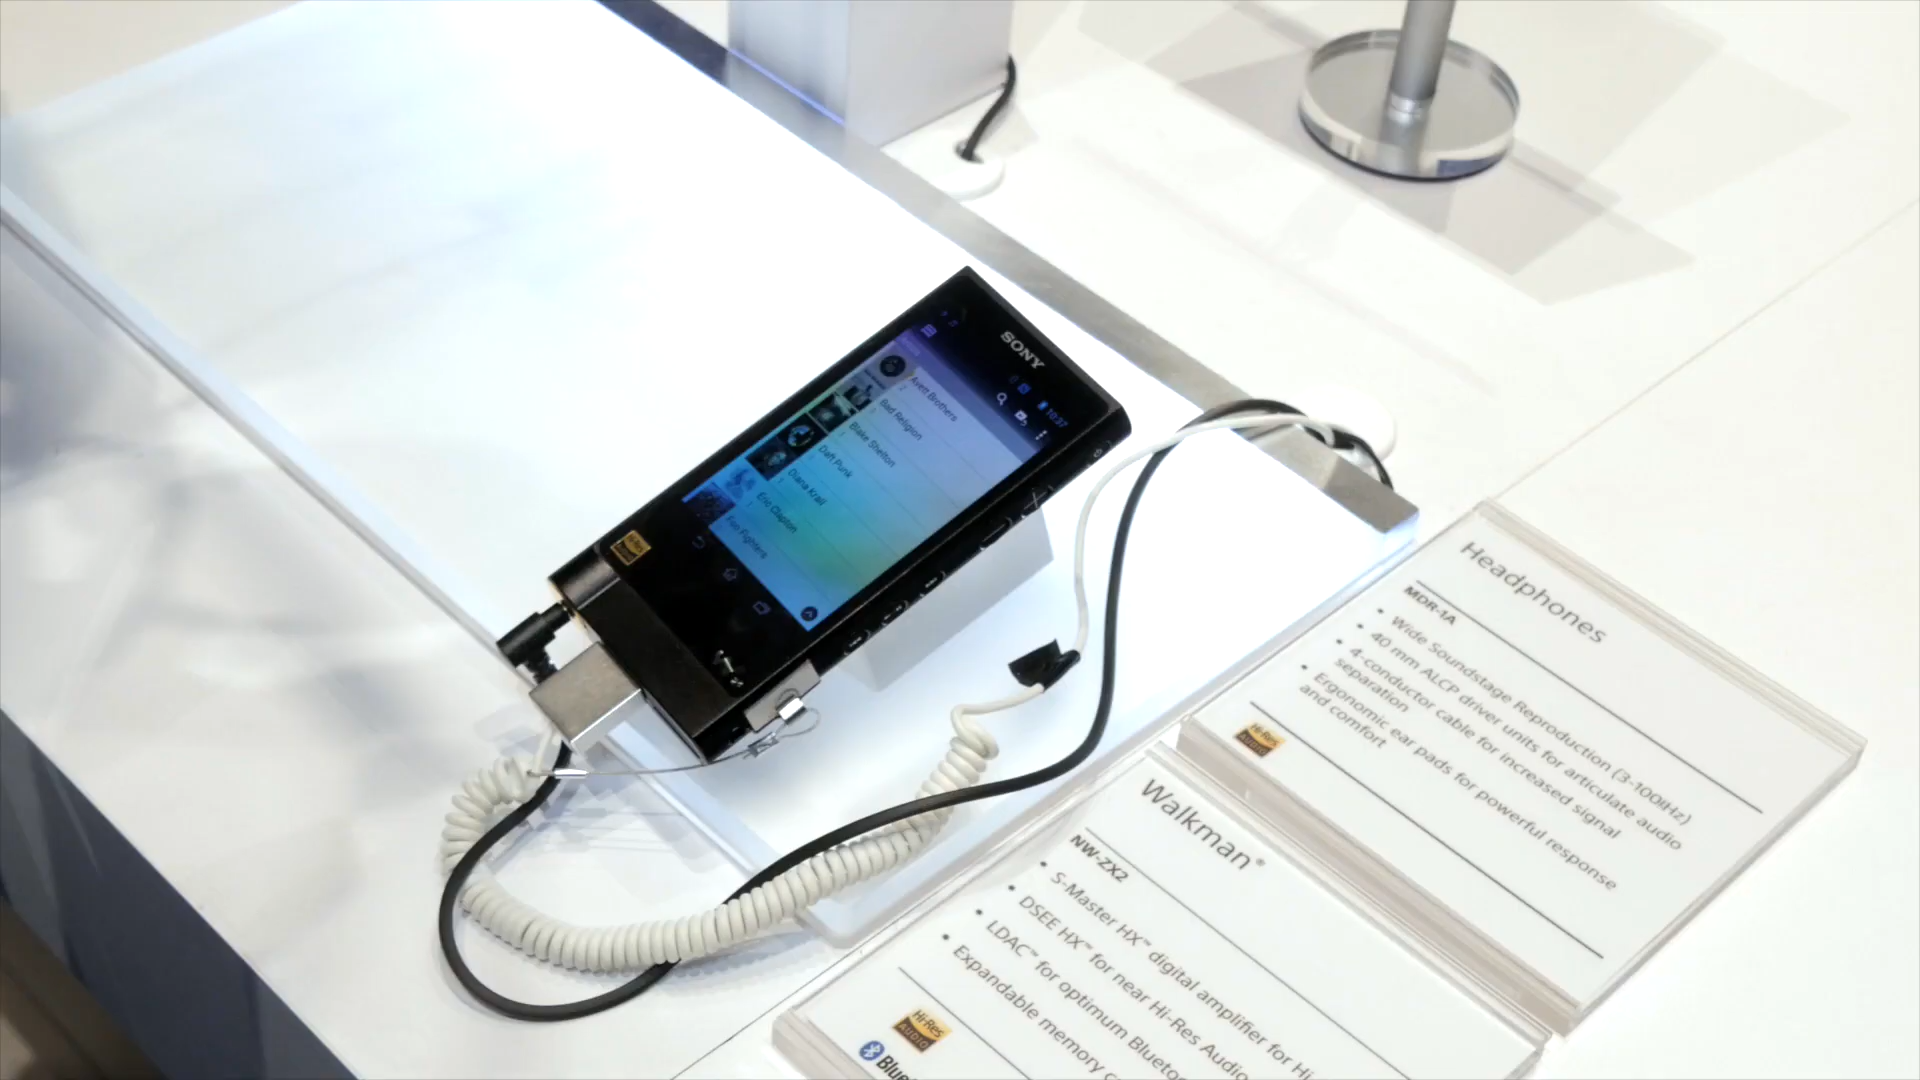 SONY
10:37
Avett Brothers
Bad Religion
Blake Shelton
Daft Punk
Diana Krall
Eric Clapton
Foo Fighters
Hi-Res
AUDIO
Headphones
MDR-1A
• Wide Soundstage Reproduction (3-100kHz)
• 40 mm ALCP driver units for articulate audio
• 4-conductor cable for increased signal
separation
• Ergonomic ear pads for powerful response
and comfort
Hi-Res
AUDIO
Walkman®
NW-ZX2
• S-Master HX™ digital amplifier for Hi
• DSEE HX™ for near Hi-Res Audio
• LDAC™ for optimum Bluetoo
• Expandable memory c
Hi-Res
AUDIO
Blue